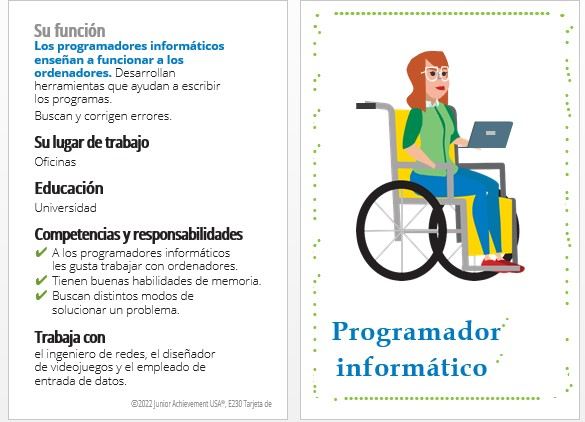 Su función
Los programadores informáticos
enseñan a funcionar a los
ordenadores. Desarrollan
herramientas que ayudan a escribir
los programas.
Buscan y corrigen errores.
Su lugar de trabajo
Oficinas
Educación
Universidad
Competencias y responsabilidades
✔ A los programadores informáticos
les gusta trabajar con ordenadores.
✔ Tienen buenas habilidades de memoria.
✔ Buscan distintos modos de
solucionar un problema.
Trabaja con
el ingeniero de redes, el diseñador
de videojuegos y el empleado de
entrada de datos.
©2022 Junior Achievement USA®, E230 Tarjeta de
Programador
informático